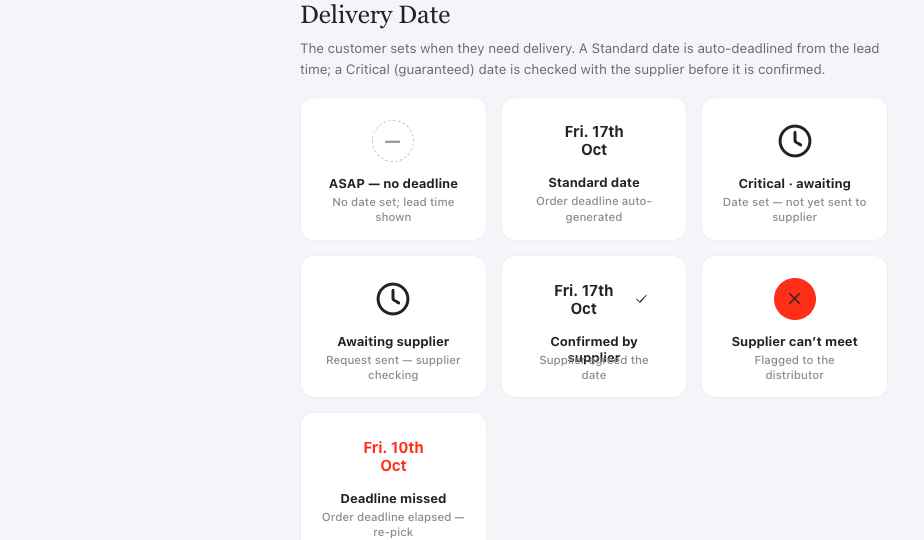 Delivery Date
The customer sets when they need delivery. A Standard date is auto-deadlined from the lead
time; a Critical (guaranteed) date is checked with the supplier before it is confirmed.
—
ASAP — no deadline
No date set; lead time
shown
Fri. 17th
Oct
Standard date
Order deadline auto-
generated
Critical · awaiting
Date set — not yet sent to
supplier
Awaiting supplier
Request sent — supplier
checking
Fri. 17th
Oct
Confirmed by
supplier
Supplier agreed the
date
Supplier can’t meet
Flagged to the
distributor
Fri. 10th
Oct
Deadline missed
Order deadline elapsed —
re-pick